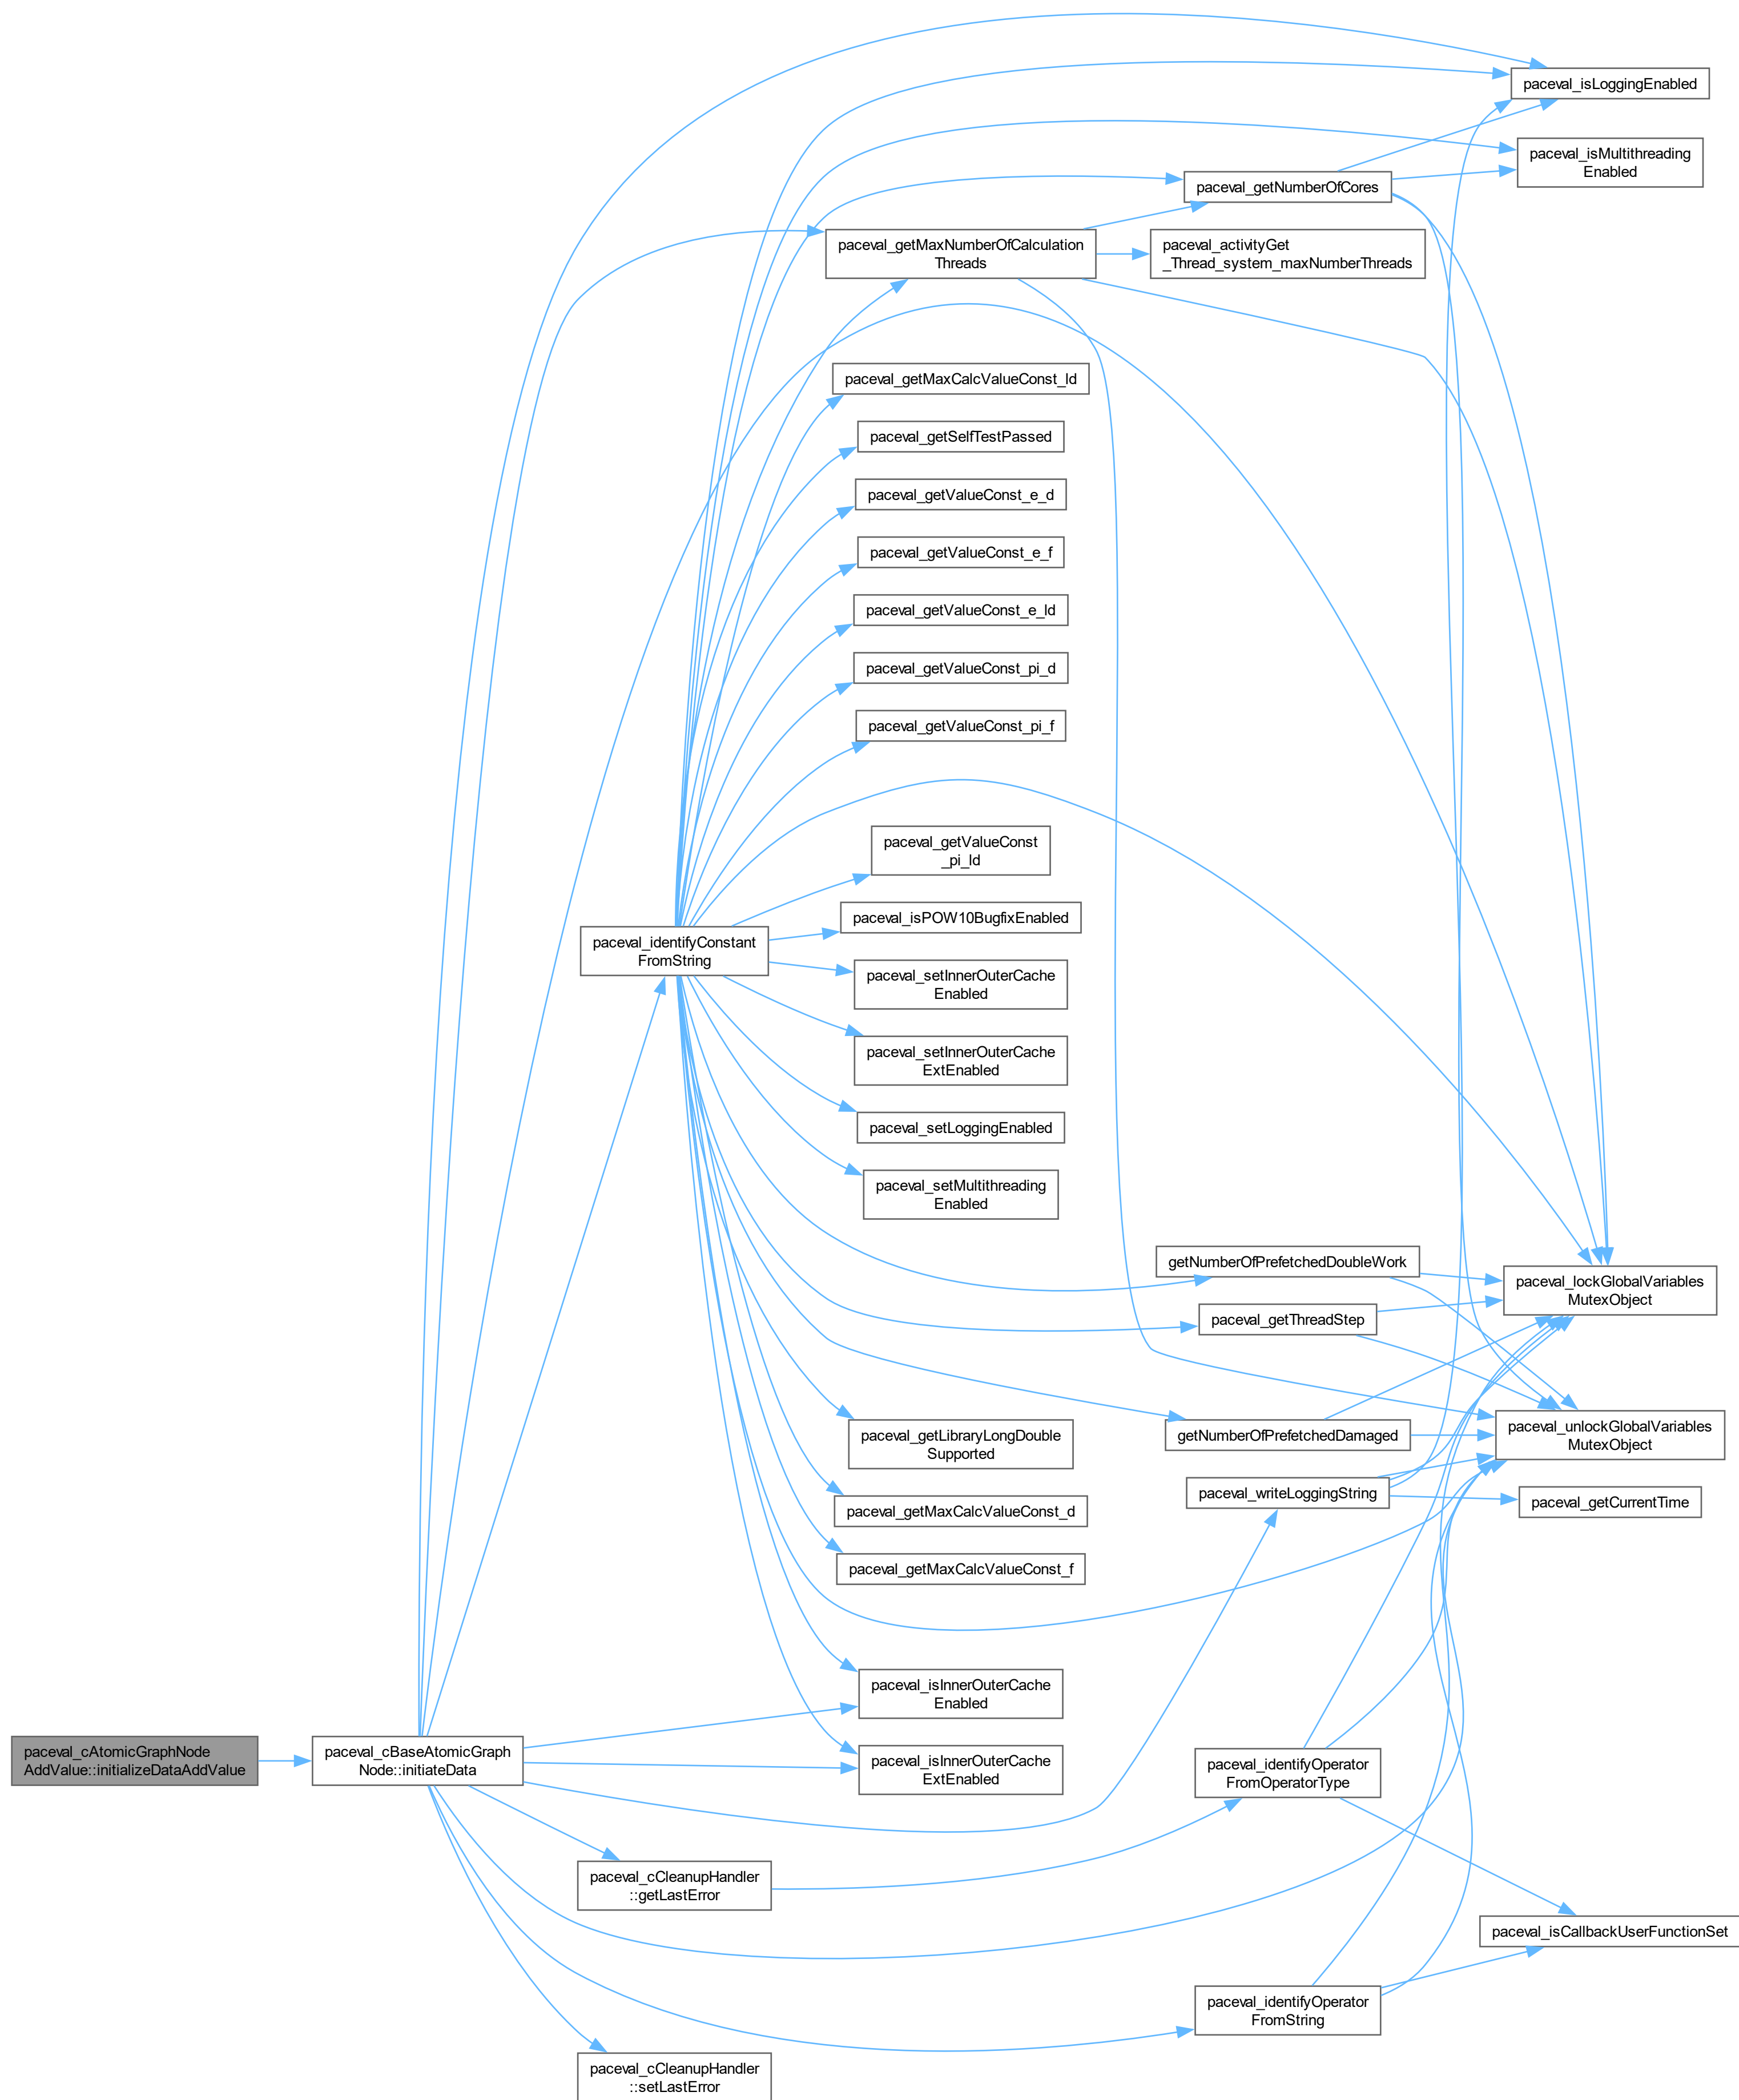 paceval_isLoggingEnabled
paceval_isMultithreading
Enabled
paceval_getNumberOfCores
paceval_getMaxNumberOfCalculation
Threads
paceval_activityGet
_Thread_system_maxNumberThreads
paceval_getMaxCalcValueConst_ld
paceval_getSelfTestPassed
paceval_getValueConst_e_d
paceval_getValueConst_e_f
paceval_getValueConst_e_ld
paceval_getValueConst_pi_d
paceval_getValueConst_pi_f
paceval_getValueConst
_pi_ld
paceval_isPOW10BugfixEnabled
paceval_identifyConstant
FromString
paceval_setInnerOuterCache
Enabled
paceval_setInnerOuterCache
ExtEnabled
paceval_setLoggingEnabled
paceval_setMultithreading
Enabled
getNumberOfPrefetchedDoubleWork
paceval_lockGlobalVariables
MutexObject
paceval_getThreadStep
getNumberOfPrefetchedDamaged
paceval_unlockGlobalVariables
MutexObject
paceval_getLibraryLongDouble
Supported
paceval_writeLoggingString
paceval_getCurrentTime
paceval_getMaxCalcValueConst_d
paceval_getMaxCalcValueConst_f
paceval_isInnerOuterCache
Enabled
paceval_cAtomicGraphNode
AddValue::initializeDataAddValue
paceval_cBaseAtomicGraph
Node::initiateData
paceval_isInnerOuterCache
ExtEnabled
paceval_identifyOperator
FromOperatorType
paceval_cCleanupHandler
::getLastError
paceval_isCallbackUserFunctionSet
paceval_identifyOperator
FromString
paceval_cCleanupHandler
::setLastError